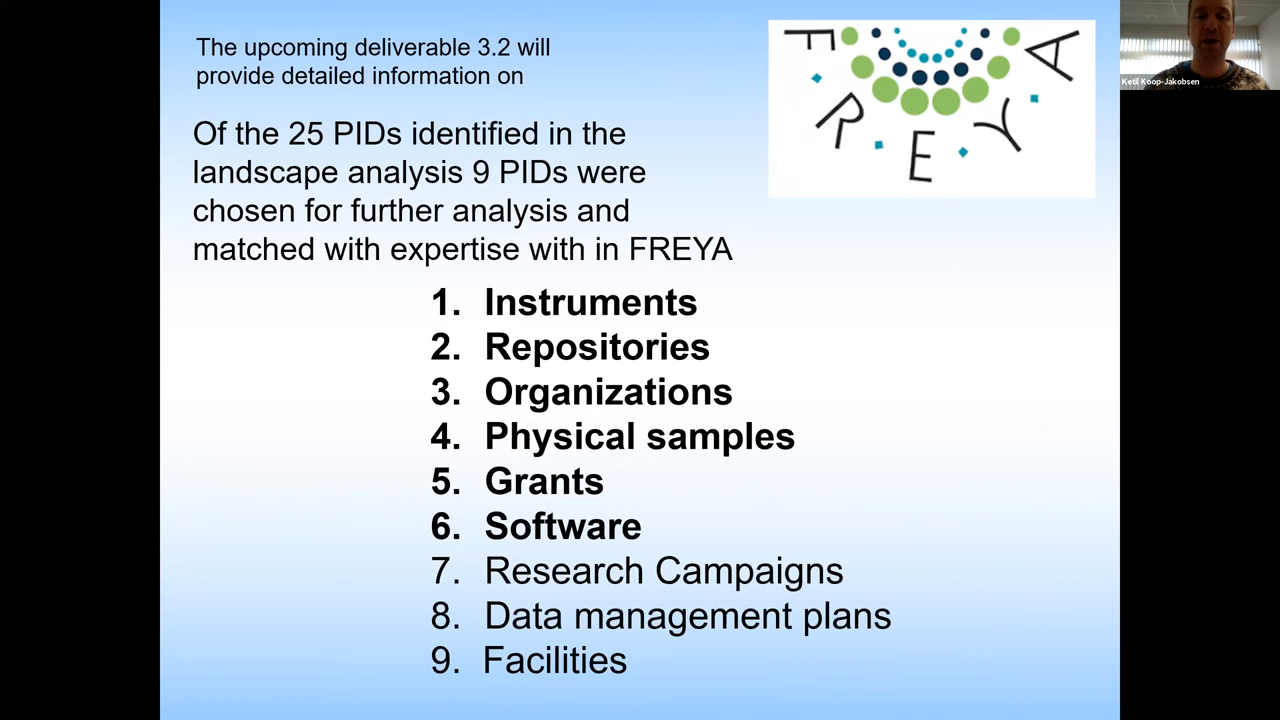 The upcoming deliverable 3.2 will
provide detailed information on
Of the 25 PIDs identified in the
landscape analysis 9 PIDs were
chosen for further analysis and
matched with expertise with in FREYA
1. Instruments
2. Repositories
3. Organizations
4. Physical samples
5. Grants
6. Software
7. Research Campaigns
8. Data management plans
9. Facilities
FREYA
Ketil Koop-Jakobsen